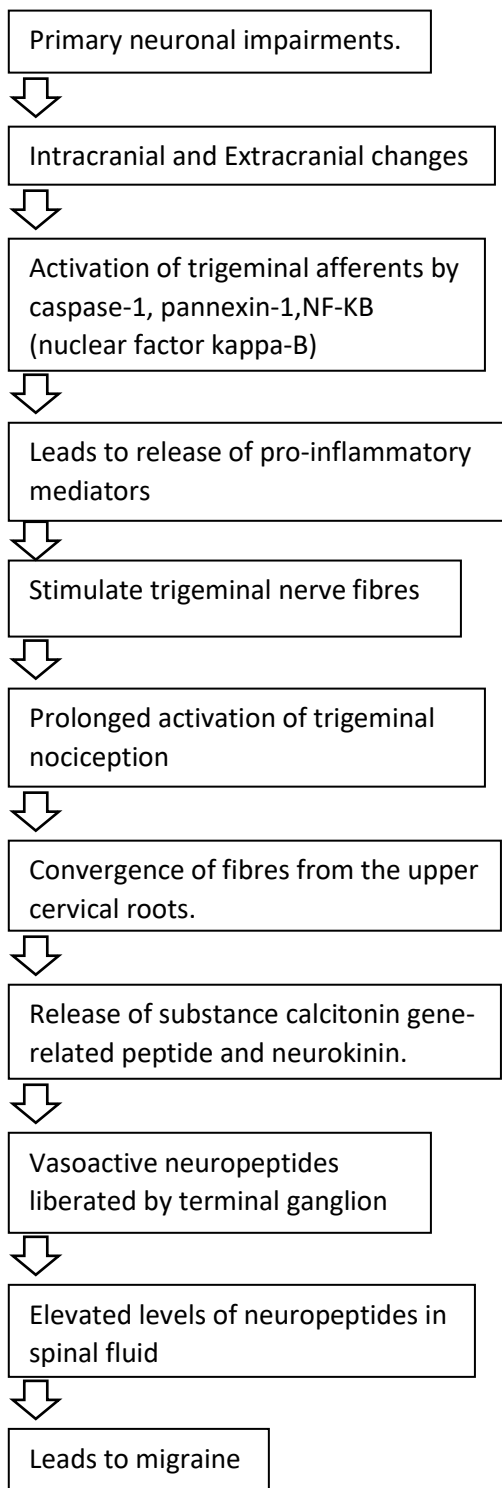 Primary neuronal impairments.
Intracranial and Extracranial changes
Activation of trigeminal afferents by
caspase-1, pannexin-1,NF-KB
(nuclear factor kappa-B)
Leads to release of pro-inflammatory
mediators
Stimulate trigeminal nerve fibres
Prolonged activation of trigeminal
nociception
Convergence of fibres from the upper
cervical roots.
Release of substance calcitonin gene-
related peptide and neurokinin.
Vasoactive neuropeptides
liberated by terminal ganglion
Elevated levels of neuropeptides in
spinal fluid
Leads to migraine